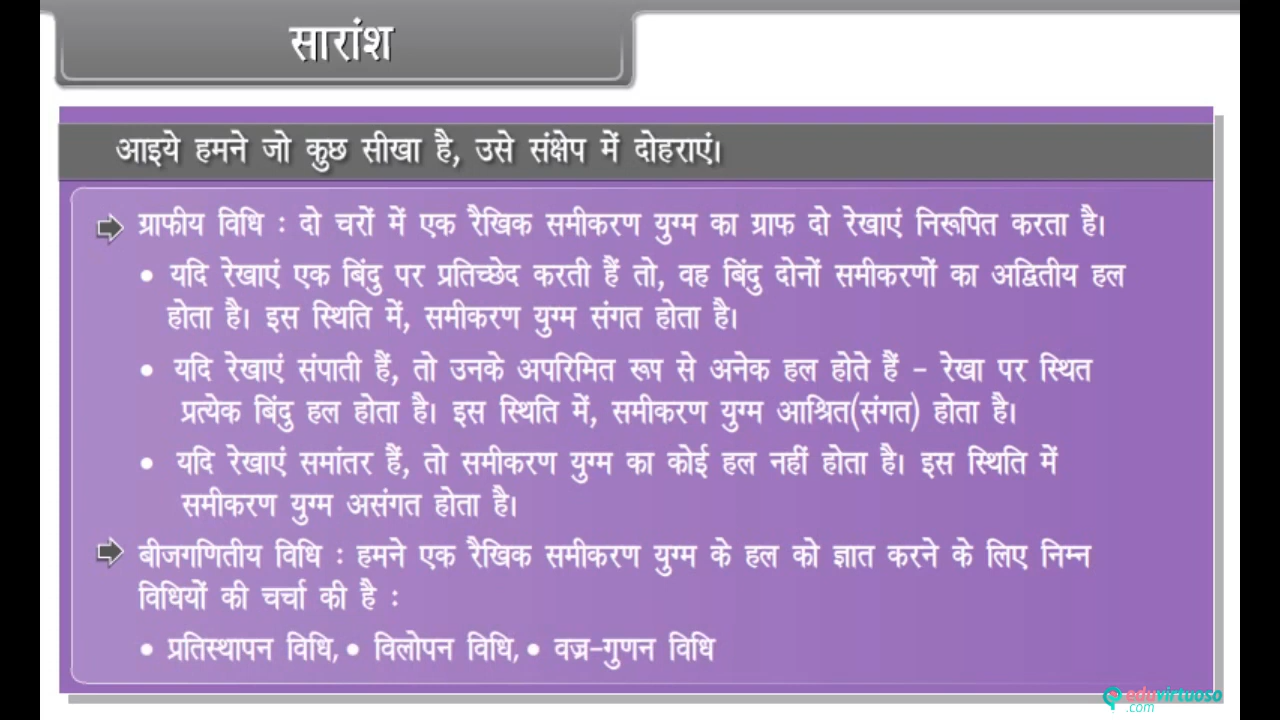 सारांश
आइये हमने जो कुछ सीखा है, उसे संक्षेप में दोहराएं।
ग्राफीय विधि : दो चरों में एक रैखिक समीकरण युग्म का ग्राफ दो रेखाएं निरूपित करता है।
• यदि रेखाएं एक बिंदु पर प्रतिच्छेद करती हैं तो, वह बिंदु दोनों समीकरणों का अद्वितीय हल
होता है। इस स्थिति में, समीकरण युग्म संगत होता है।
• यदि रेखाएं संपाती हैं, तो उनके अपरिमित रूप से अनेक हल होते हैं - रेखा पर स्थित
प्रत्येक बिंदु हल होता है। इस स्थिति में, समीकरण युग्म आश्रित(संगत) होता है।
• यदि रेखाएं समांतर हैं, तो समीकरण युग्म का कोई हल नहीं होता है। इस स्थिति में
समीकरण युग्म असंगत होता है।
बीजगणितीय विधि : हमने एक रैखिक समीकरण युग्म के हल को ज्ञात करने के लिए निम्न
विधियों की चर्चा की है :
• प्रतिस्थापन विधि, • विलोपन विधि, • वज्र-गुणन विधि
eduvirtuoso
.com